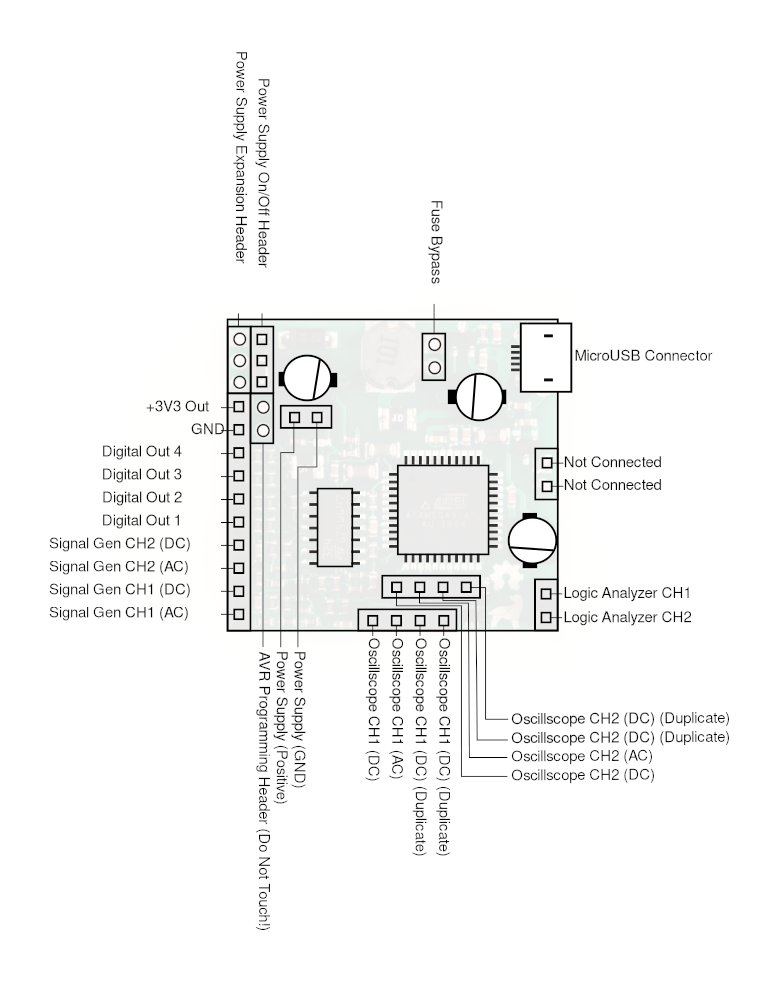 Power Supply Expansion Header
Power Supply On/Off Header
Fuse Bypass
MicroUSB Connector
+3V3 Out
GND
Digital Out 4
Digital Out 3
Digital Out 2
Digital Out 1
Signal Gen CH2 (DC)
Signal Gen CH2 (AC)
Signal Gen CH1 (DC)
Signal Gen CH1 (AC)
Not Connected
Not Connected
Logic Analyzer CH1
Logic Analyzer CH2
AVR Programming Header (Do Not Touch!)
Power Supply (Positive)
Power Supply (GND)
Oscillscope CH1 (DC)
Oscillscope CH1 (AC)
Oscillscope CH1 (DC) (Duplicate)
Oscillscope CH1 (DC) (Duplicate)
Oscillscope CH2 (DC) (Duplicate)
Oscillscope CH2 (DC) (Duplicate)
Oscillscope CH2 (AC)
Oscillscope CH2 (DC)